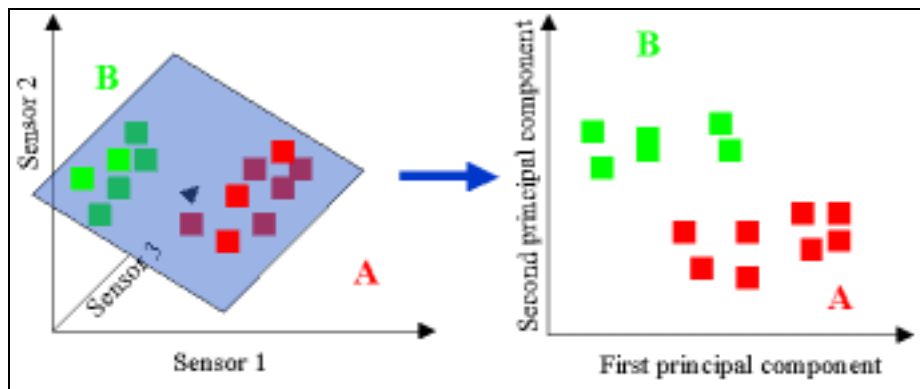 B
Sensor 2
Sensor 3
A
Sensor 1
B
Second principal component
A
First principal component